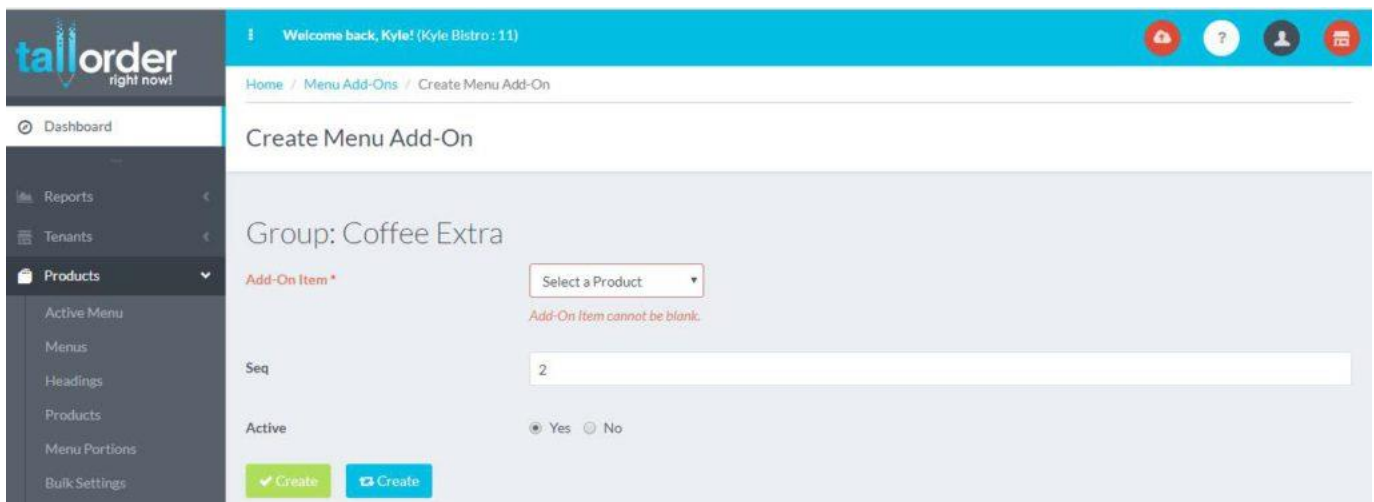 tallorder
right now!
Welcome back, Kyle! (Kyle Bistro : 11)
?
Home / Menu Add-Ons / Create Menu Add-On
Dashboard
Create Menu Add-On
Reports
Tenants
Products
Active Menu
Menus
Headings
Products
Menu Portions
Bulk Settings
Group: Coffee Extra
Add-On Item *
Select a Product
Add-On Item cannot be blank.
Seq
2
Active
Yes No
Create Create